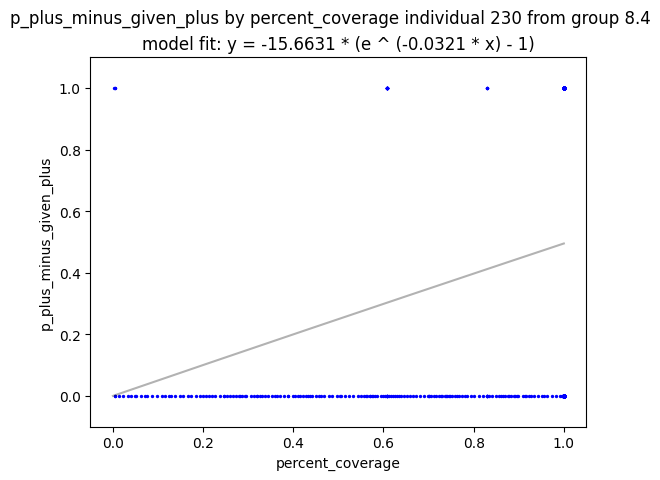 p_plus_minus_given_plus by percent_coverage individual 230 from group 8.4
model fit: y = -15.6631 * (e ^ (-0.0321 * x) - 1)
1.0
0.8
0.6
0.4
0.2
0.0
p_plus_minus_given_plus
0.0 0.2 0.4 0.6 0.8 1.0
percent_coverage